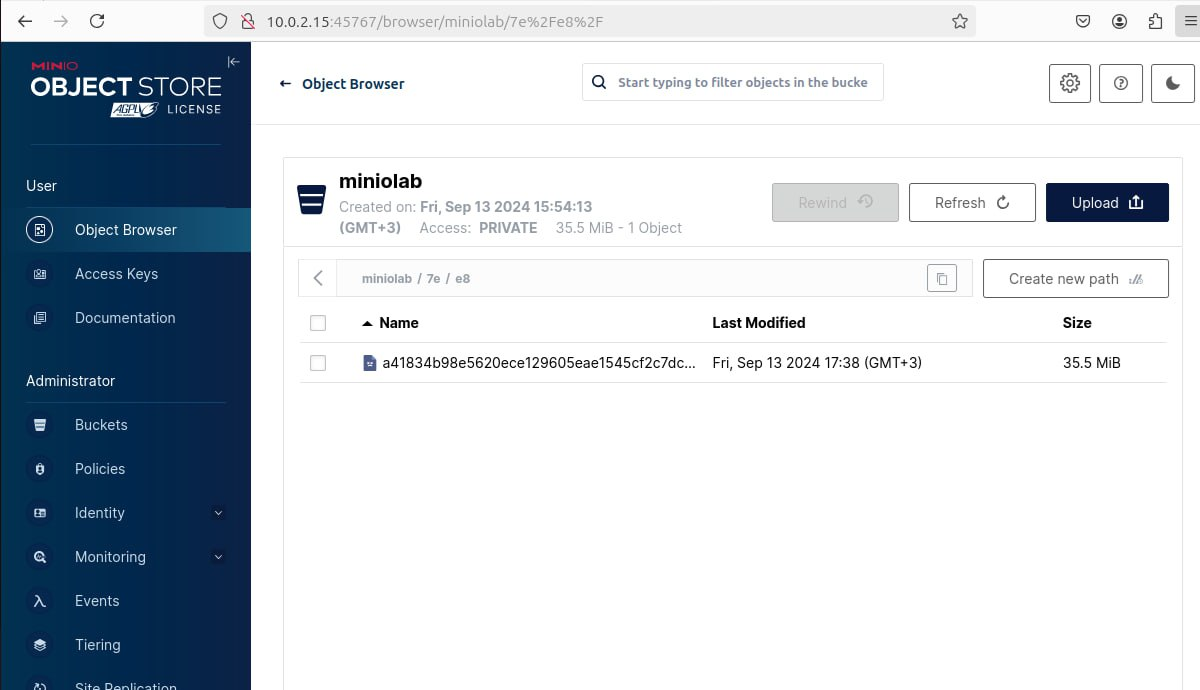 10.0.2.15:45767/browser/miniolab/7e%2Fe8%2F
MINIO
OBJECT STORE
AGPLv3 LICENSE
← Object Browser
Start typing to filter objects in the bucke
User
Object Browser
Access Keys
Documentation
Administrator
Buckets
Policies
Identity
Monitoring
Events
Tiering
Site Replication
miniolab
Created on: Fri, Sep 13 2024 15:54:13
(GMT+3) Access: PRIVATE 35.5 MiB - 1 Object
Rewind
Refresh
Upload
miniolab / 7e / e8
Create new path
Name Last Modified Size
a41834b98e5620ece129605eae1545cf2c7dc... Fri, Sep 13 2024 17:38 (GMT+3) 35.5 MiB